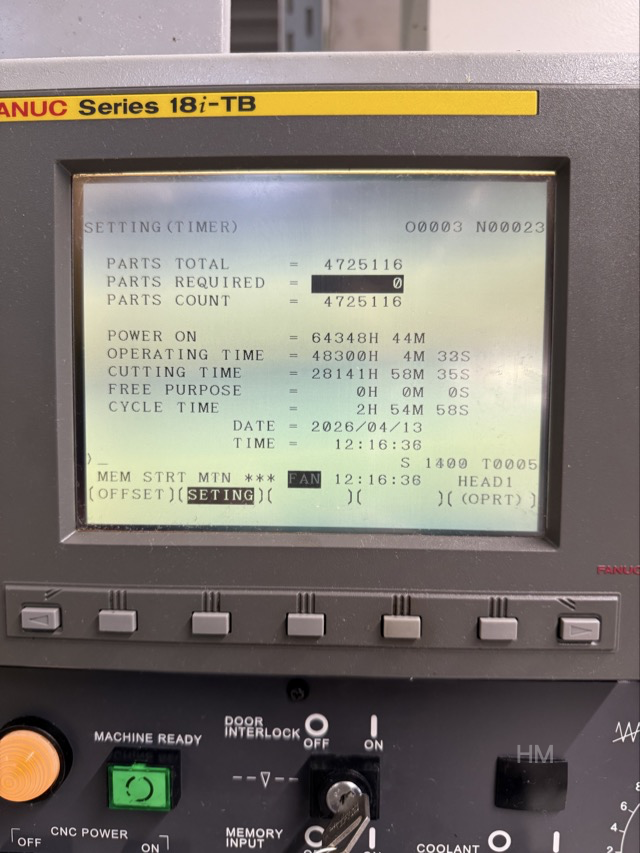 FANUC Series 18i-TB
SETTING(TIMER) O0003 N00023
PARTS TOTAL = 4725116
PARTS REQUIRED = 0
PARTS COUNT = 4725116
POWER ON = 64348H 44M
OPERATING TIME = 48300H 4M 33S
CUTTING TIME = 28141H 58M 35S
FREE PURPOSE = 0H 0M 0S
CYCLE TIME = 2H 54M 58S
DATE = 2026/04/13
TIME = 12:16:36
)_
S 1400 T0005
MEM STRT MTN *** FAN 12:16:36 HEAD1
(OFFSET)(SETING)( )( )((OPRT))
FANUC
DOOR INTERLOCK OFF ON
MACHINE READY
HM
OFF CNC POWER ON
MEMORY INPUT
COOLANT
8
6
4
2